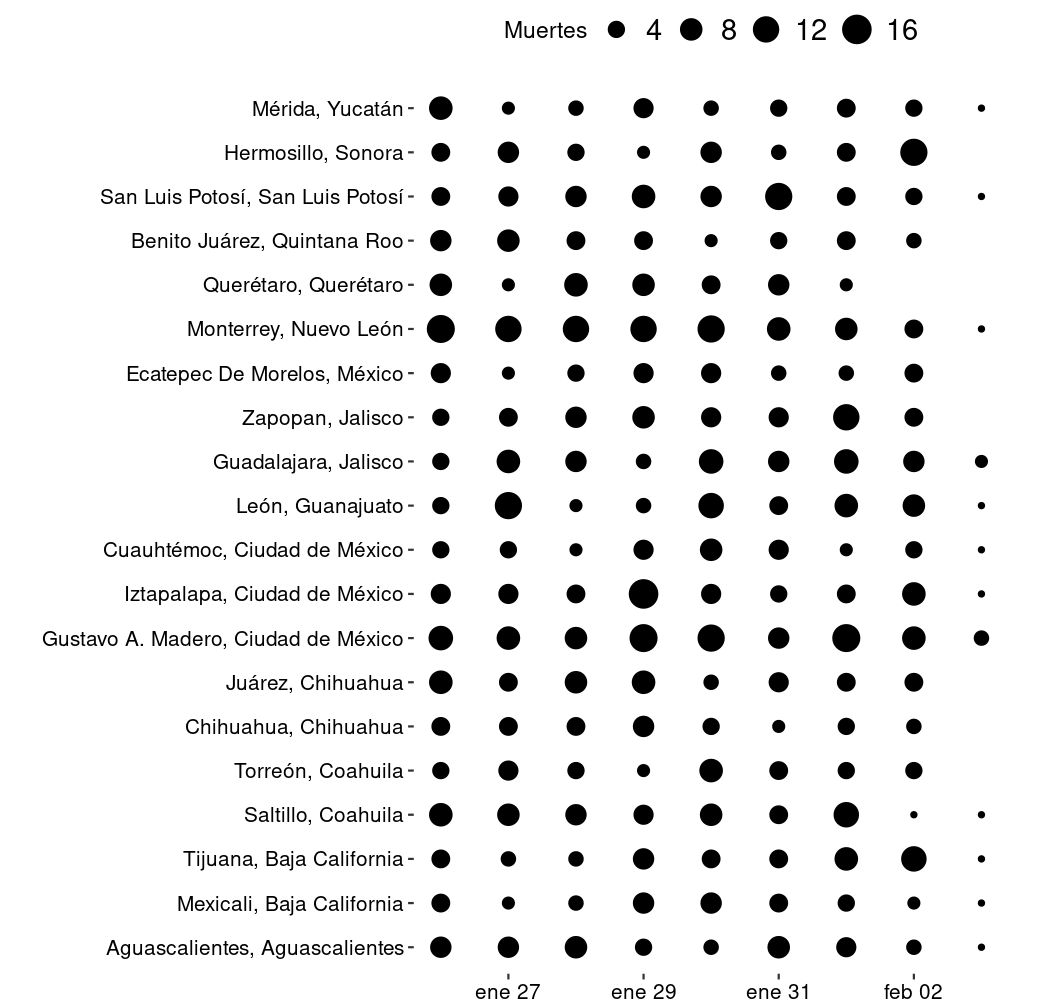 Muertes 4 8 12 16
Mérida, Yucatán
Hermosillo, Sonora
San Luis Potosí, San Luis Potosí
Benito Juárez, Quintana Roo
Querétaro, Querétaro
Monterrey, Nuevo León
Ecatepec De Morelos, México
Zapopan, Jalisco
Guadalajara, Jalisco
León, Guanajuato
Cuauhtémoc, Ciudad de México
Iztapalapa, Ciudad de México
Gustavo A. Madero, Ciudad de México
Juárez, Chihuahua
Chihuahua, Chihuahua
Torreón, Coahuila
Saltillo, Coahuila
Tijuana, Baja California
Mexicali, Baja California
Aguascalientes, Aguascalientes
ene 27 ene 29 ene 31 feb 02